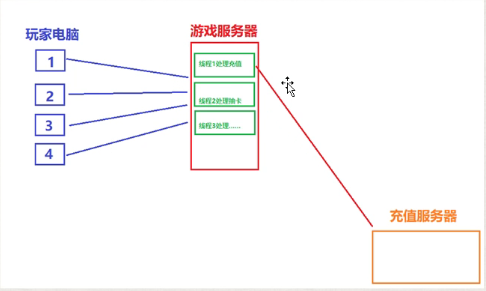 玩家电脑
游戏服务器
1
线程1处理充值
2
线程2处理抽卡
3
线程3处理......
4
充值服务器